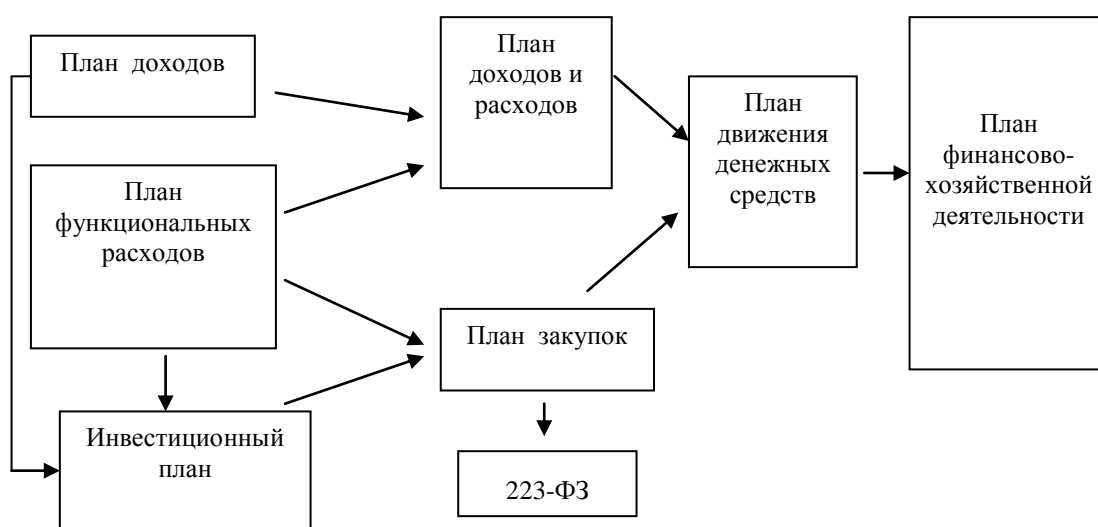 План доходов
План
функциональных
расходов
Инвестиционный
план
План
доходов и
расходов
План закупок
223-ФЗ
План
движения
денежных
средств
План
финансово-
хозяйственной
деятельности